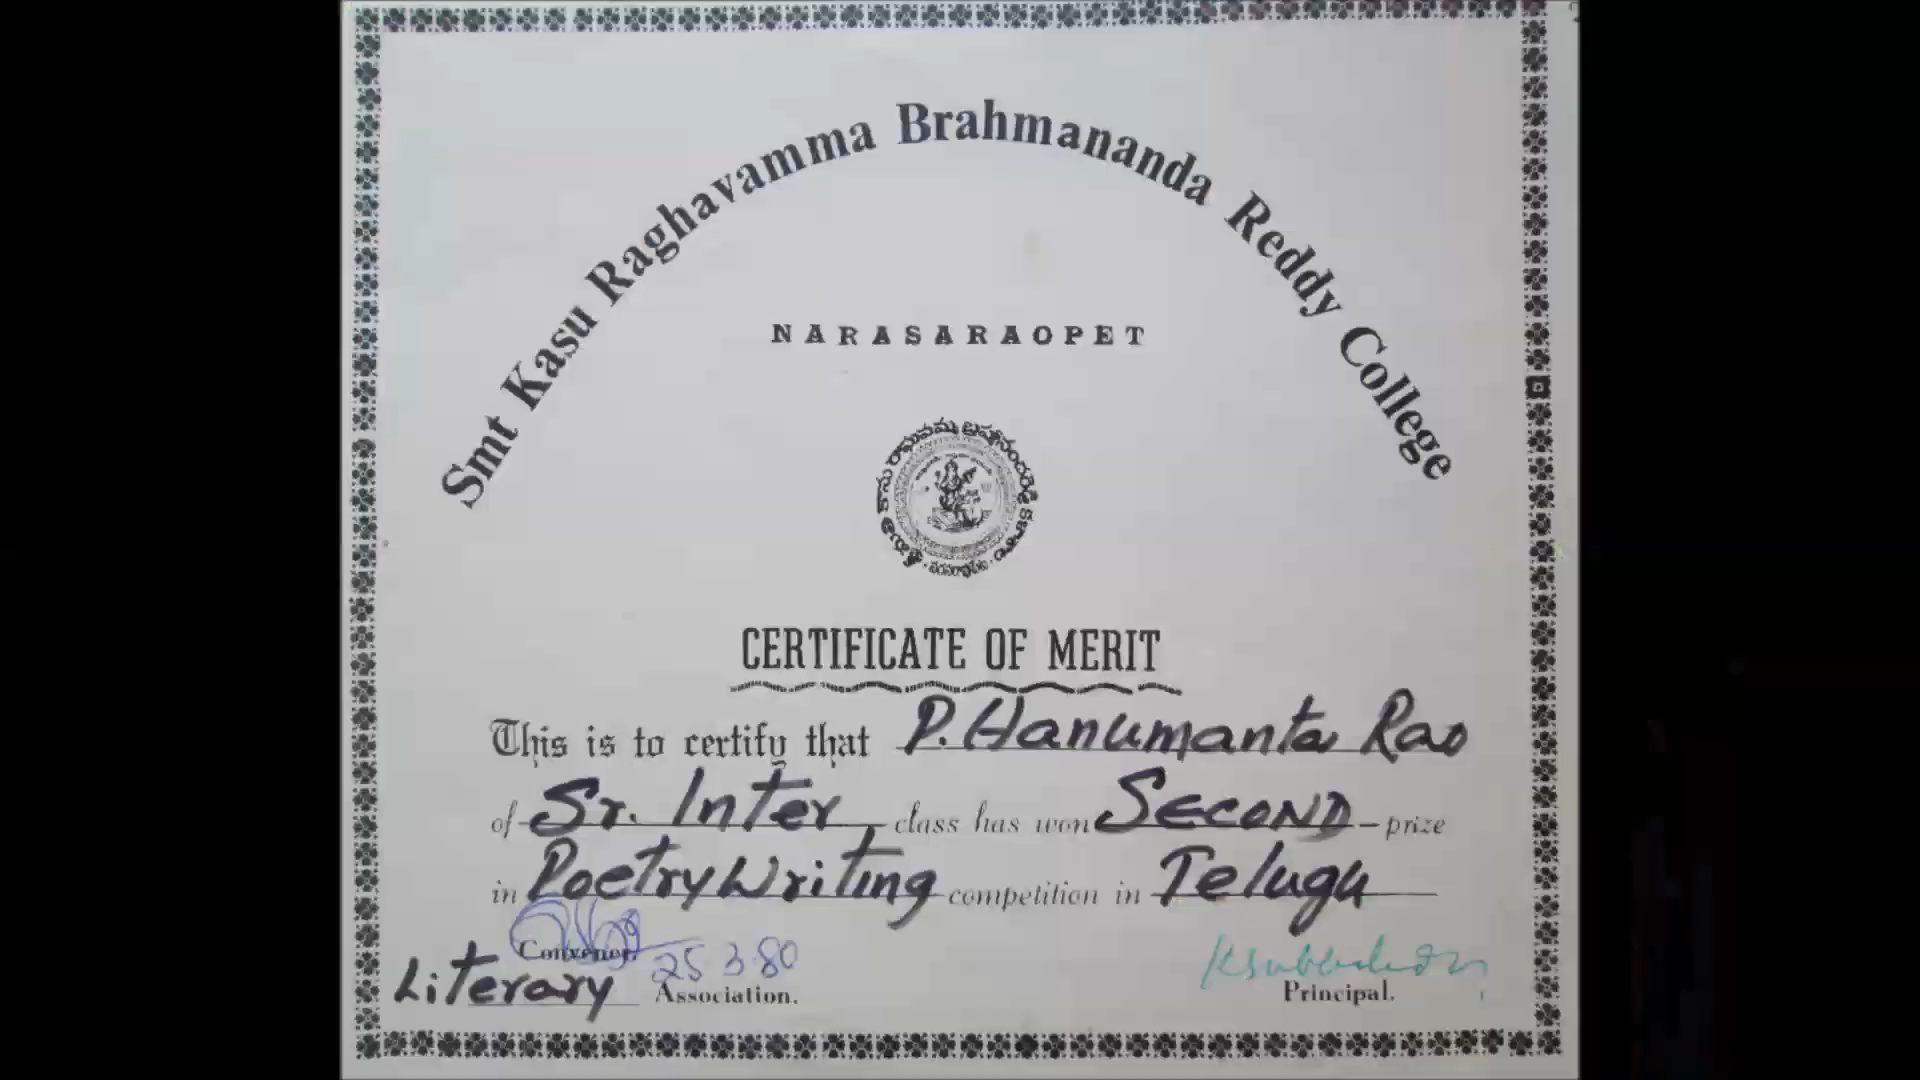 Smt Kasu Raghavamma Brahmananda Reddy College
NARASARAOPET
CERTIFICATE OF MERIT
This is to certify that P. Hanumanta Rao
of Sr. Inter, class has won SECOND prize
in Poetry Writing competition in Telugu
Convener, 25 3-80
Literary Association.
Principal.